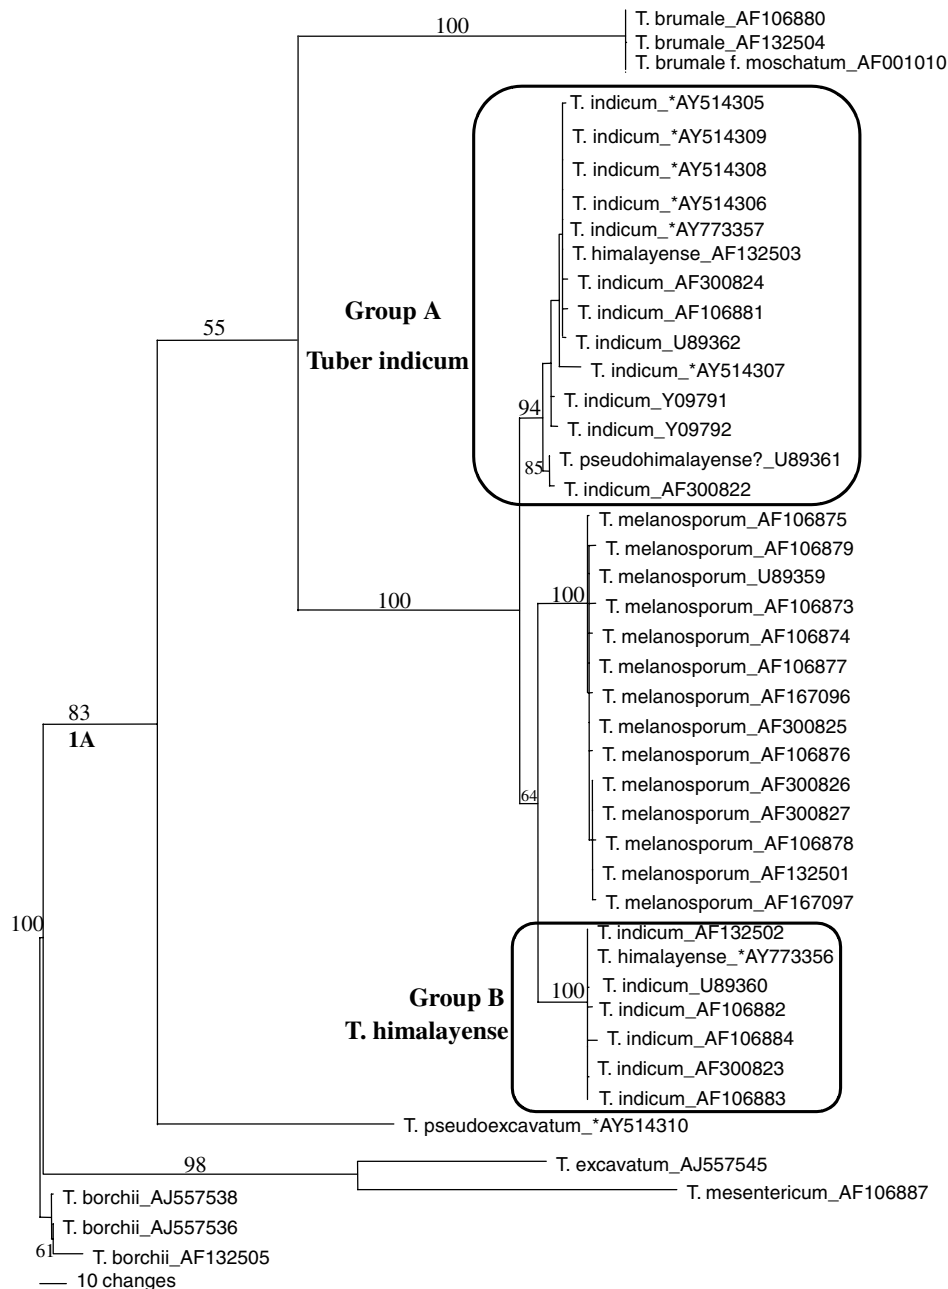 100
T. brumale_AF106880
T. brumale_AF132504
T. brumale f. moschatum_AF001010
T. indicum_*AY514305
T. indicum_*AY514309
T. indicum_*AY514308
T. indicum_*AY514306
T. indicum_*AY773357
T. himalayense_AF132503
T. indicum_AF300824
Group A
T. indicum_AF106881
55
T. indicum_U89362
Tuber indicum
T. indicum_*AY514307
T. indicum_Y09791
94
T. indicum_Y09792
T. pseudohimalayense?_U89361
85
T. indicum_AF300822
T. melanosporum_AF106875
T. melanosporum_AF106879
T. melanosporum_U89359
100
100
T. melanosporum_AF106873
T. melanosporum_AF106874
T. melanosporum_AF106877
T. melanosporum_AF167096
83
T. melanosporum_AF300825
1A
T. melanosporum_AF106876
T. melanosporum_AF300826
64
T. melanosporum_AF300827
T. melanosporum_AF106878
T. melanosporum_AF132501
T. melanosporum_AF167097
100
T. indicum_AF132502
T. himalayense_*AY773356
T. indicum_U89360
100
Group B
T. indicum_AF106882
T. himalayense
T. indicum_AF106884
T. indicum_AF300823
T. indicum_AF106883
T. pseudoexcavatum_*AY514310
98
T. excavatum_AJ557545
T. mesentericum_AF106887
T. borchii_AJ557538
T. borchii_AJ557536
61
T. borchii_AF132505
10 changes